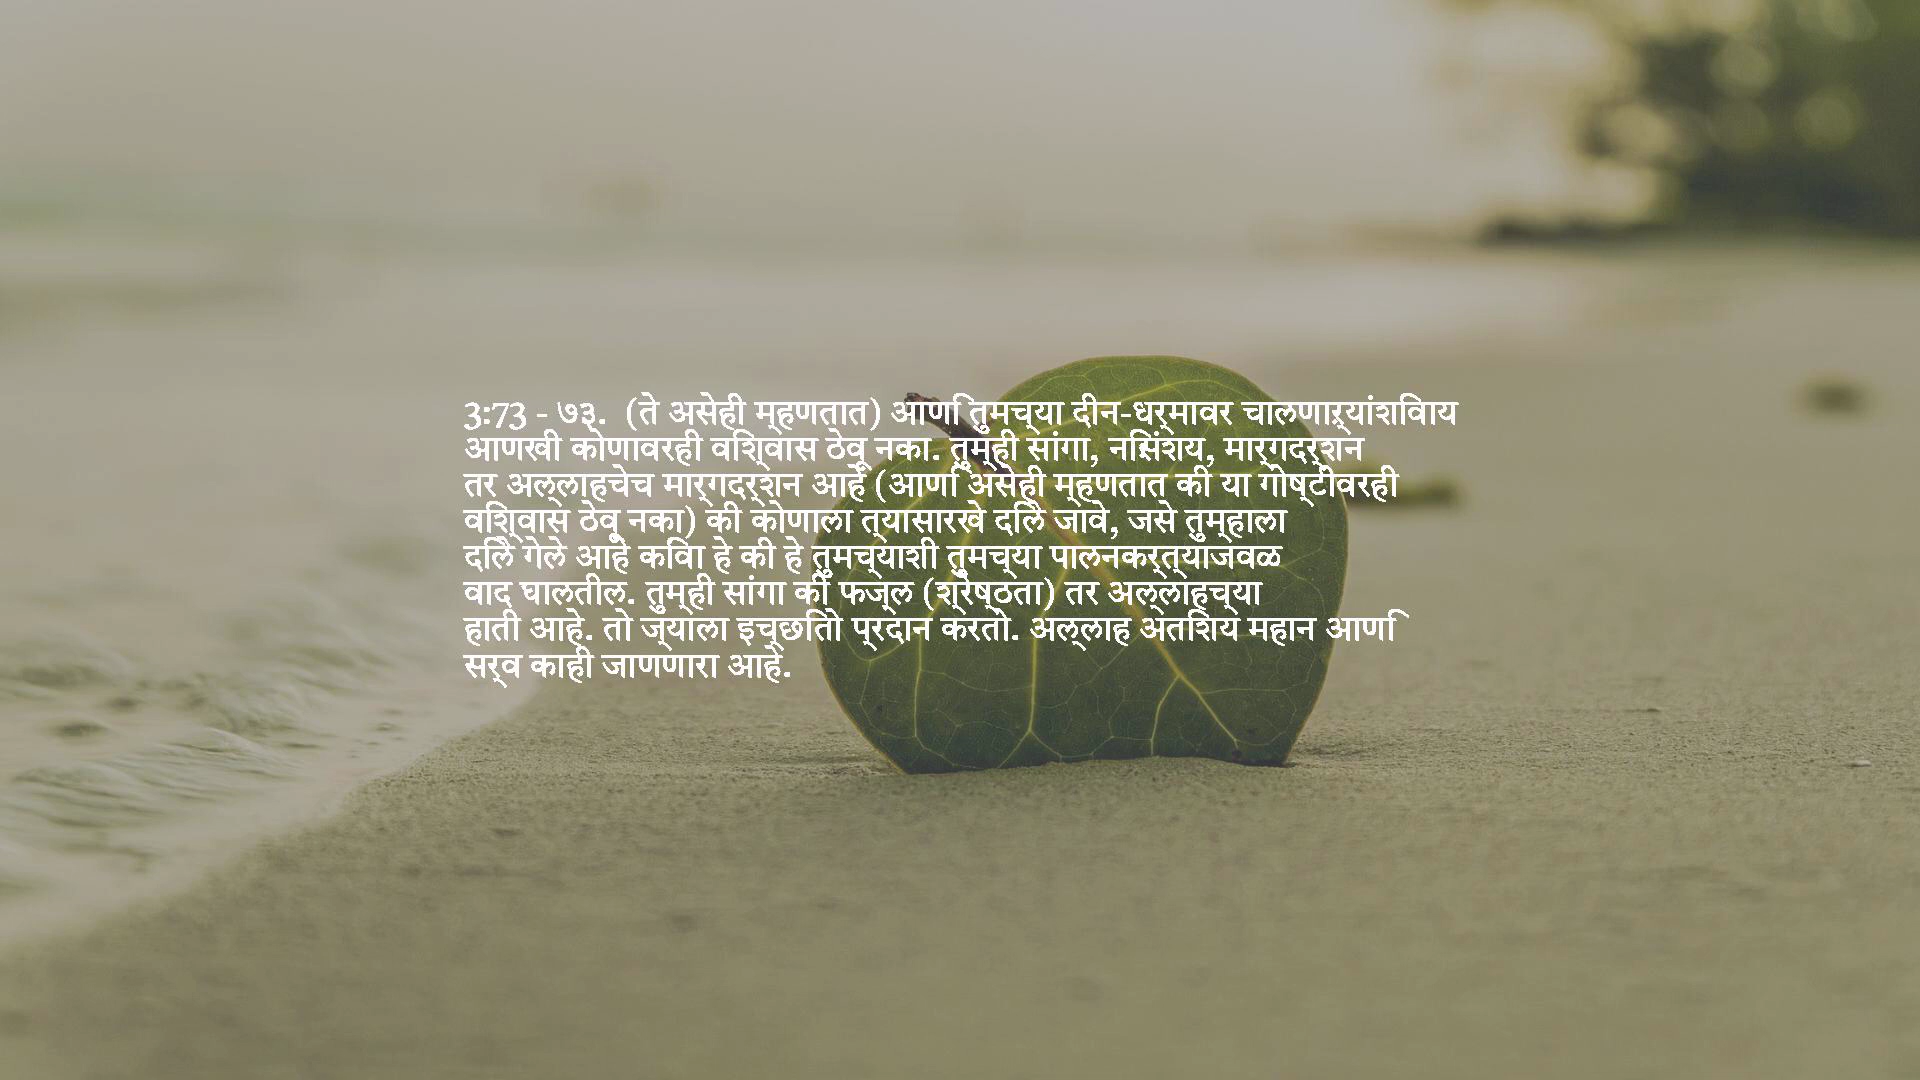 3:73 - ७३.  (ते असेही म्हणतात) आणि तुमच्या दीन-धर्मावर चालणाऱ्यांशिवाय
आणखी कोणावरही विश्वास ठेवू नका. तुम्ही सांगा, निसंशय, मार्गदर्शन
तर अल्लाहचेच मार्गदर्शन आहे (आणि असेही म्हणतात की या गोष्टीवरही
विश्वास ठेवू नका) की कोणाला त्यासारखे दिले जावे, जसे तुम्हाला
दिले गेले आहे किंवा हे की हे तुमच्याशी तुमच्या पालनकर्त्याजवळ
वाद घालतील. तुम्ही सांगा की फज्ल (श्रेष्ठता) तर अल्लाहच्या
हाती आहे. तो ज्याला इच्छितो प्रदान करतो. अल्लाह अतिशय महान आणि
सर्व काही जाणणारा आहे.